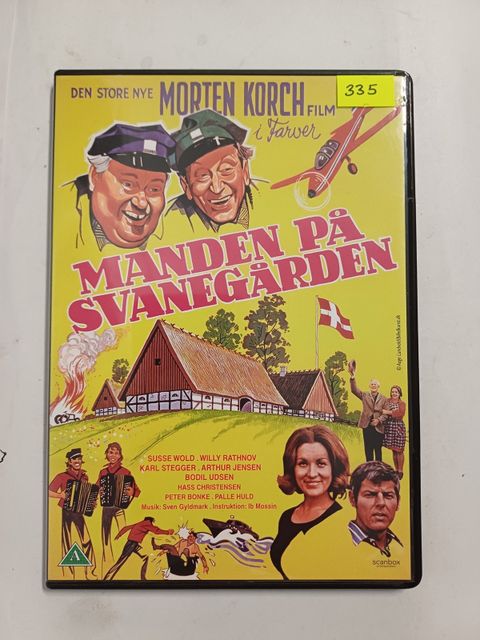 DEN STORE NYE MORTEN KORCH FILM
i Farver
335
MANDEN PÅ
SVANEGÅRDEN
SUSSE WOLD . WILLY RATHNOV
KARL STEGGER . ARTHUR JENSEN
BODIL UDSEN
HASS CHRISTENSEN
PETER BONKE . PALLE HULD
Musik: Sven Gyldmark . Instruktion: Ib Mossin
A
scanbox